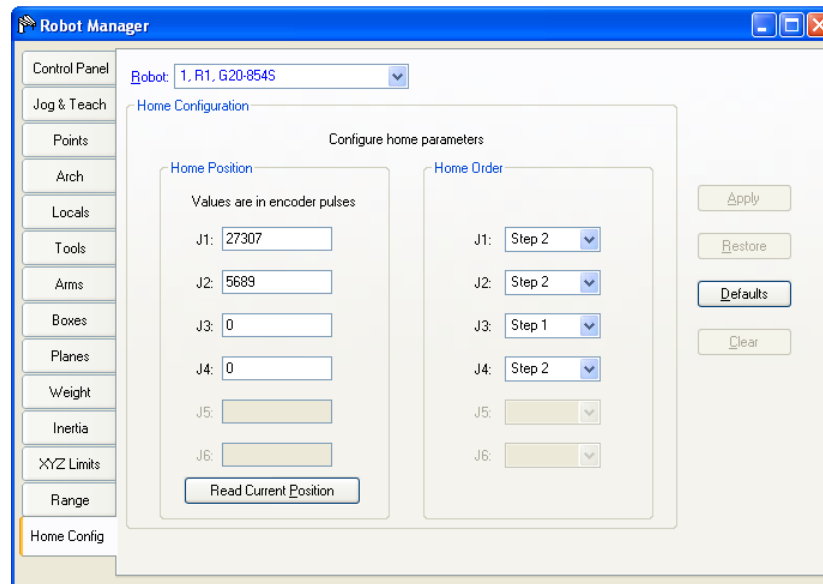 Robot Manager
Control Panel
Jog & Teach
Points
Arch
Locals
Tools
Arms
Boxes
Planes
Weight
Inertia
XYZ Limits
Range
Home Config
Robot: 1, R1, G20-854S
Home Configuration
Configure home parameters
Home Position
Values are in encoder pulses
J1: 27307
J2: 5689
J3: 0
J4: 0
J5:
J6:
Read Current Position
Home Order
J1: Step 2
J2: Step 2
J3: Step 1
J4: Step 2
J5:
J6:
Apply
Restore
Defaults
Clear